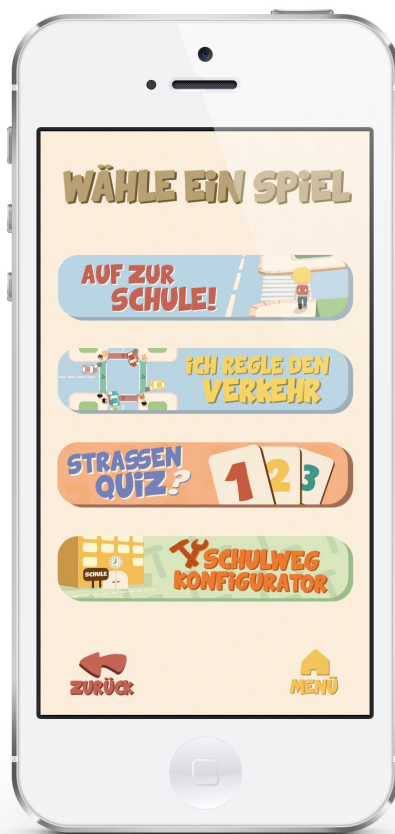 WÄHLE EiN SPiEL
AUF ZUR
SCHULE!
iCH REGLE DEN
VERKEHR
STRASSEN
QUiZ?
1 2 3
SCHULE
SCHULWEG
KONFiGURATOR
ZURÜCK
MENÜ